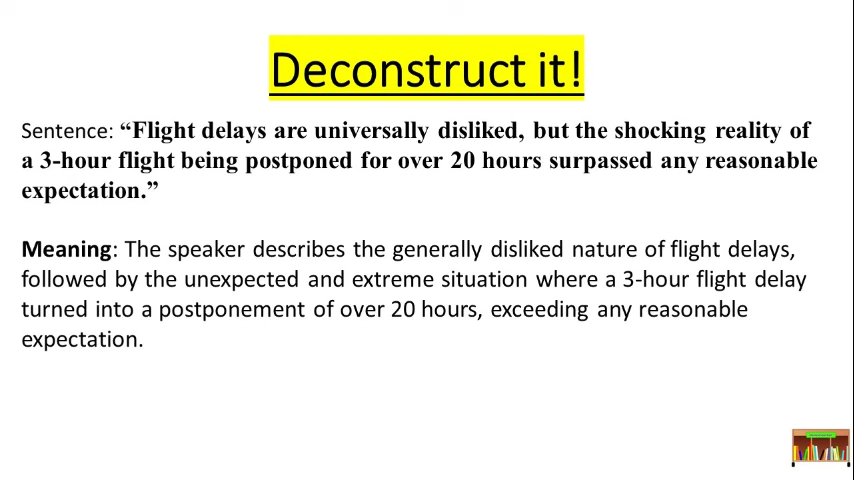 Deconstruct it!
Sentence: “Flight delays are universally disliked, but the shocking reality of
a 3-hour flight being postponed for over 20 hours surpassed any reasonable
expectation.”
Meaning: The speaker describes the generally disliked nature of flight delays,
followed by the unexpected and extreme situation where a 3-hour flight delay
turned into a postponement of over 20 hours, exceeding any reasonable
expectation.